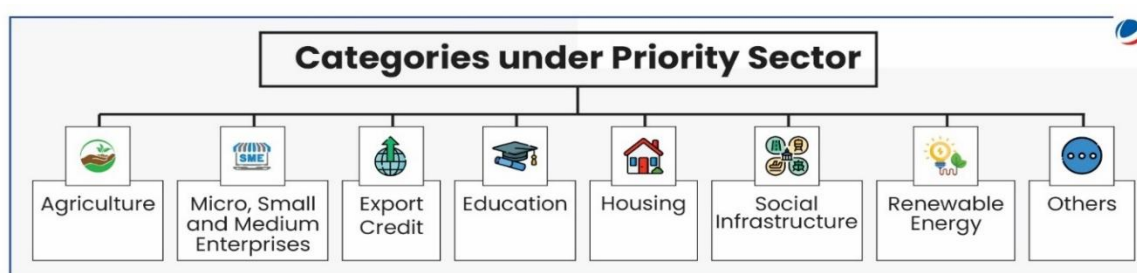 Categories under Priority Sector
SME
Agriculture
Micro, Small
and Medium
Enterprises
Export
Credit
Education
Housing
Social
Infrastructure
Renewable
Energy
Others